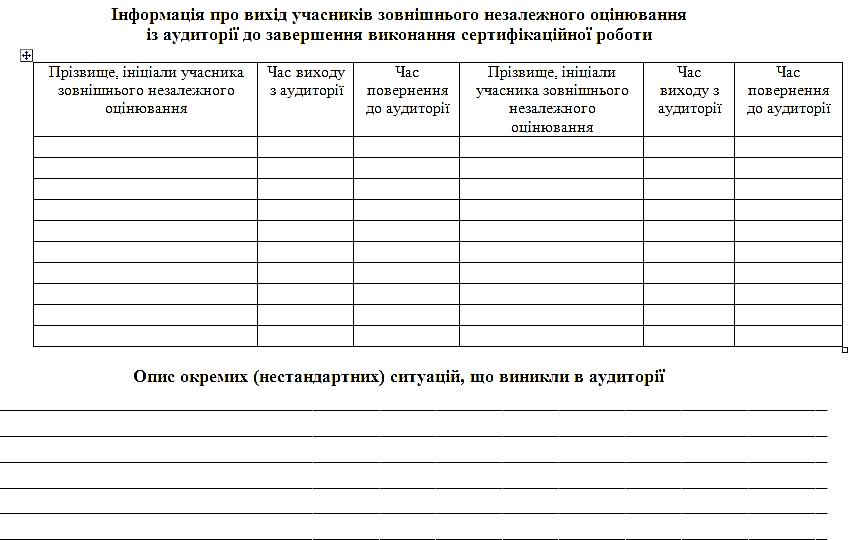 Інформація про вихід учасників зовнішнього незалежного оцінювання
із аудиторії до завершення виконання сертифікаційної роботи
Прізвище, ініціали учасника
зовнішнього незалежного
оцінювання
Час виходу
з аудиторії
Час
повернення
до аудиторії
Прізвище, ініціали
учасника зовнішнього
незалежного
оцінювання
Час
виходу з
аудиторії
Час
повернення
до аудиторії
Опис окремих (нестандартних) ситуацій, що виникли в аудиторії